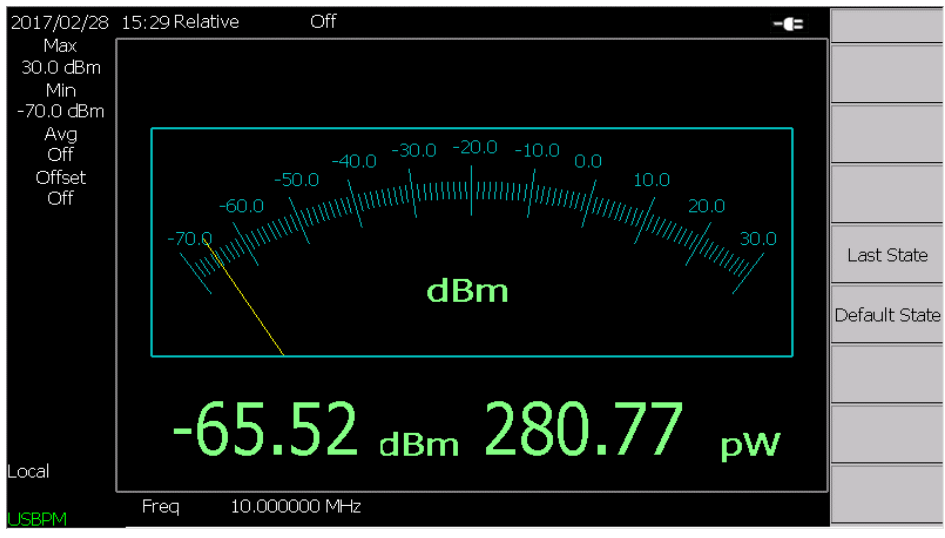 2017/02/28 15:29 Relative Off
Max
30.0 dBm
Min
-70.0 dBm
Avg
Off
Offset
Off
-70.0 -60.0 -50.0 -40.0 -30.0 -20.0 -10.0 0.0 10.0 20.0 30.0
dBm
-65.52 dBm 280.77 pW
Last State
Default State
Local
Freq 10.000000 MHz
USBPM